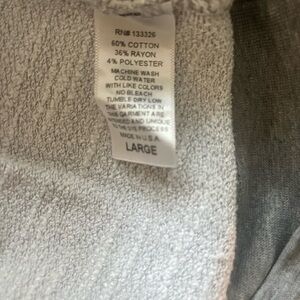 RN# 133326
60% COTTON
36% RAYON
4% POLYESTER
MACHINE WASH
COLD WATER
WITH LIKE COLORS
NO BLEACH
TUMBLE DRY LOW
THE VARIATIONS IN
THIS GARMENT ARE
INTENDED AND UNIQUE
TO THE DYE PROCESS
MADE IN U.S.A.
LARGE